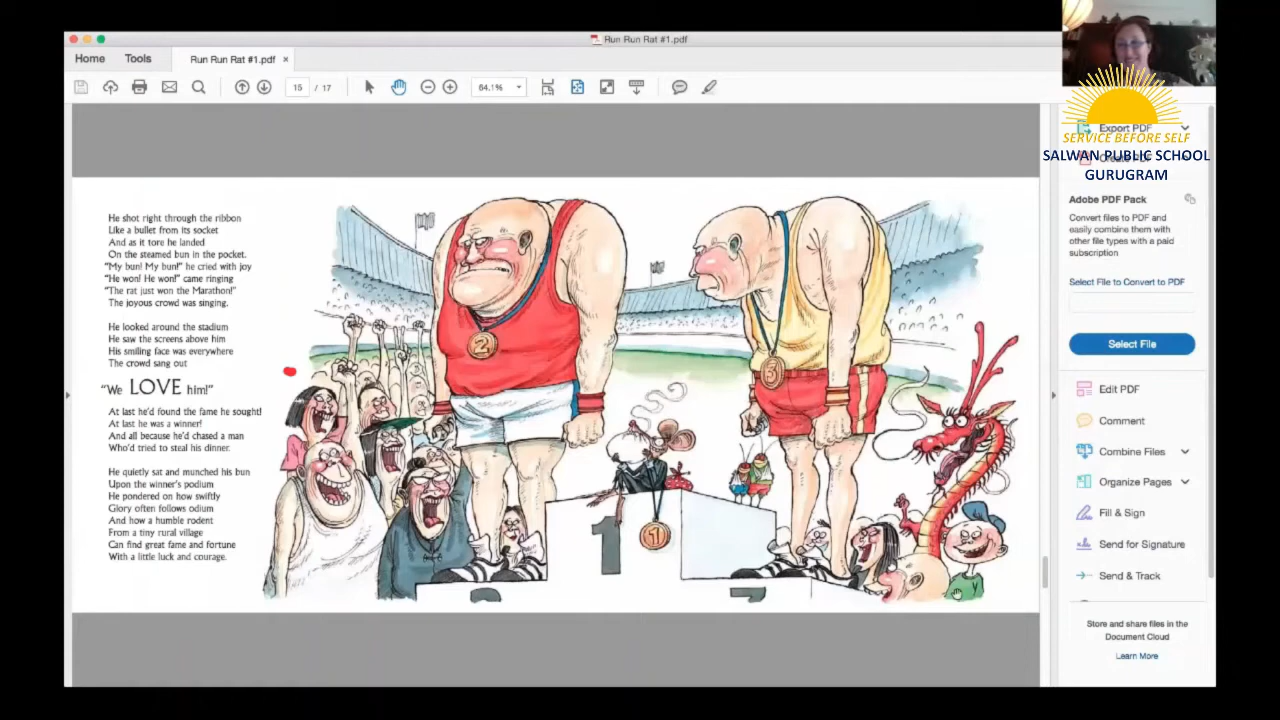 Run Run Rat #1.pdf
Home
Tools
Run Run Rat #1.pdf ×
15 / 17
64.1%
He shot right through the ribbon
Like a bullet from its socket
And as it tore he landed
On the steamed bun in the pocket.
"My bun! My bun!" he cried with joy
"He won! He won!" came ringing
"The rat just won the Marathon!"
The joyous crowd was singing.
He looked around the stadium
He saw the screens above him
His smiling face was everywhere
The crowd sang out
"We LOVE him!"
At last he'd found the fame he sought!
At last he was a winner!
And all because he'd chased a man
Who'd tried to steal his dinner.
He quietly sat and munched his bun
Upon the winner's podium
He pondered on how swiftly
Glory often follows odium
And how a humble rodent
From a tiny rural village
Can find great fame and fortune
With a little luck and courage.
2
3
1
1
SERVICE BEFORE SELF
SALWAN PUBLIC SCHOOL
GURUGRAM
Export PDF
Create PDF
Adobe PDF Pack
Convert files to PDF and
easily combine them with
other file types with a paid
subscription
Select File to Convert to PDF
Select File
Edit PDF
Comment
Combine Files
Organize Pages
Fill & Sign
Send for Signature
Send & Track
Store and share files in the
Document Cloud
Learn More